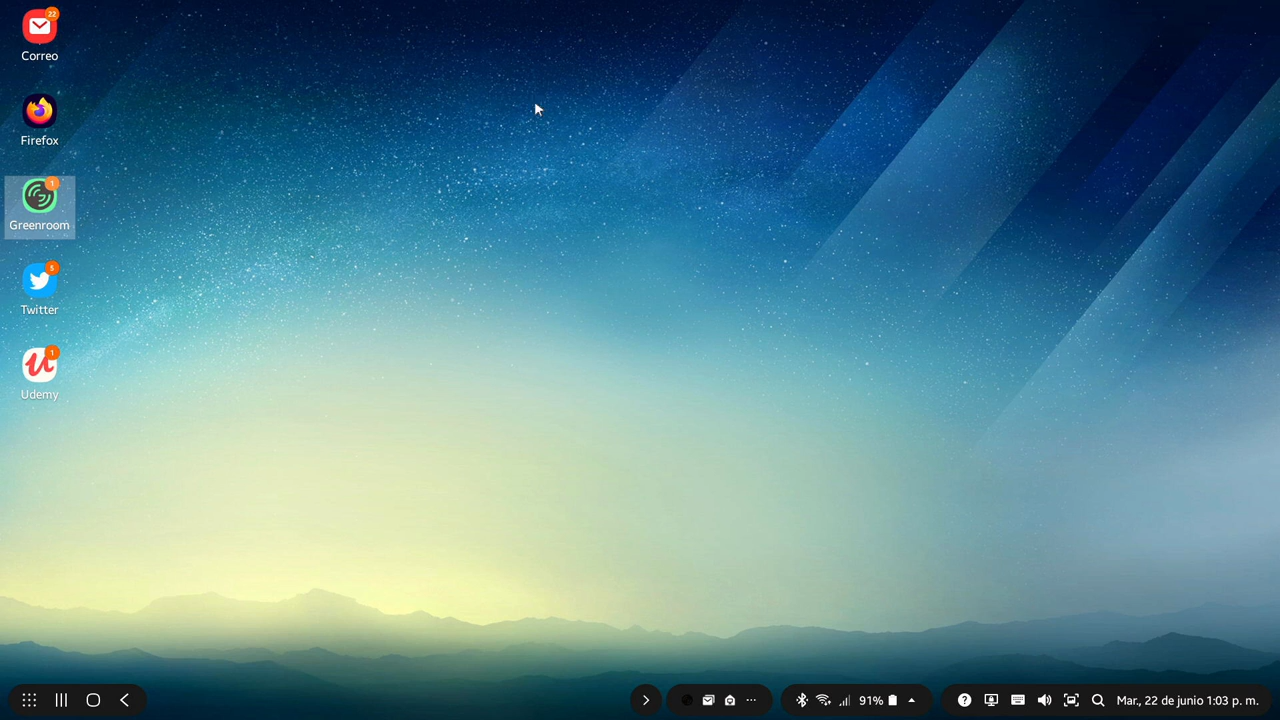 22
Correo
Firefox
1
Greenroom
5
Twitter
1
Udemy
91%
Mar., 22 de junio 1:03 p. m.